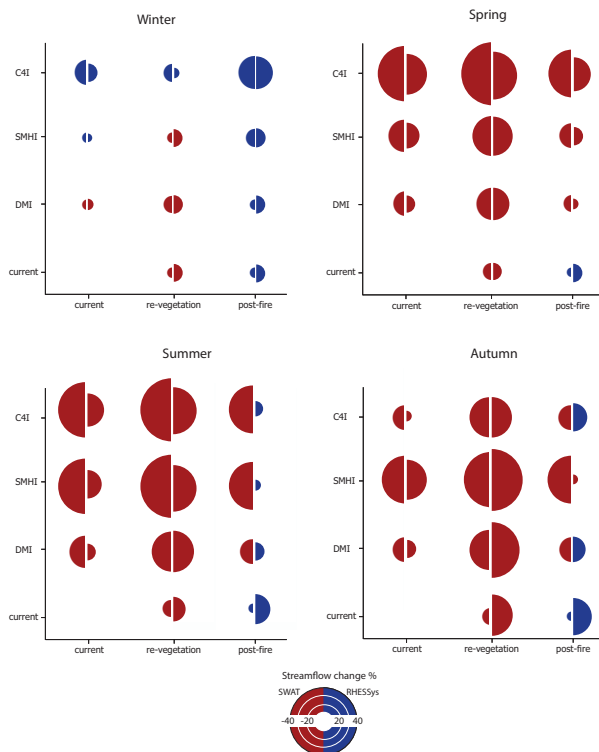 Winter
Spring
C4I
SMHI
DMI
current
current re-vegetation post-fire
C4I
SMHI
DMI
current
current re-vegetation post-fire
Summer
Autumn
C4I
SMHI
DMI
current
current re-vegetation post-fire
C4I
SMHI
DMI
current
current re-vegetation post-fire
Streamflow change %
SWAT RHESSys
-40 -20 20 40